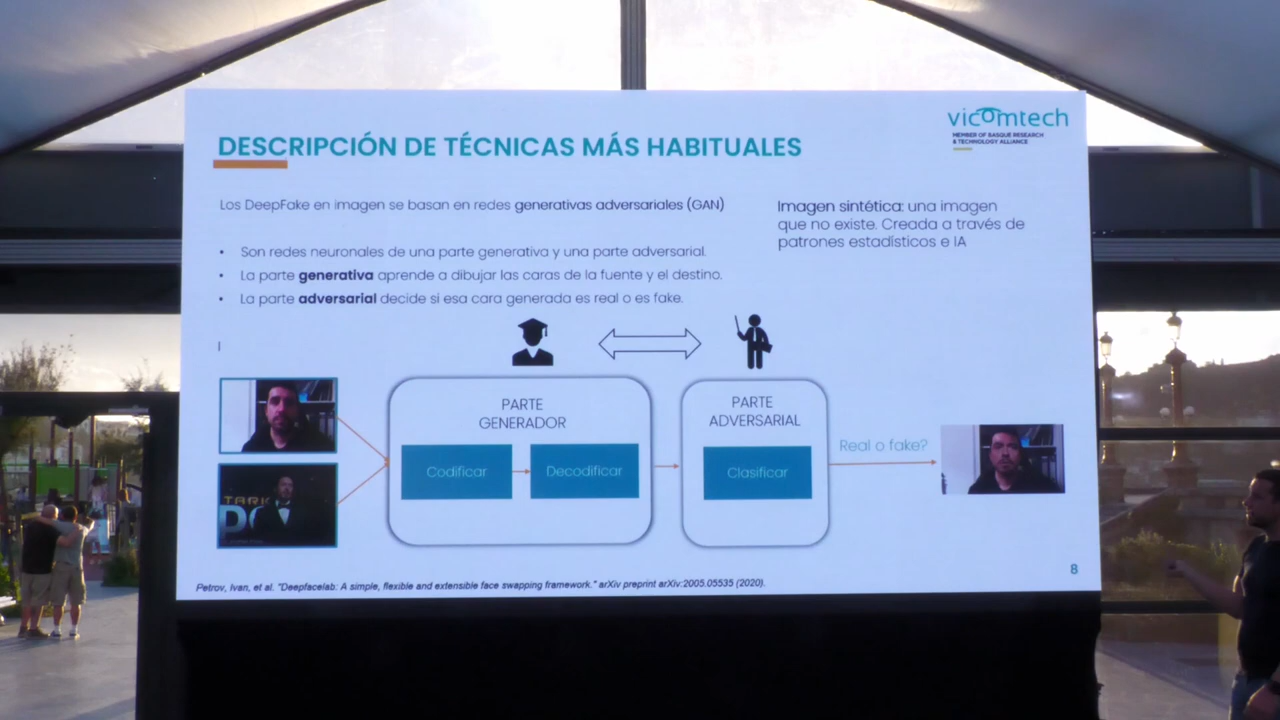 vicomtech
MEMBER OF BASQUE RESEARCH
& TECHNOLOGY ALLIANCE
DESCRIPCIÓN DE TÉCNICAS MÁS HABITUALES
Los DeepFake en imagen se basan en redes generativas adversariales (GAN)
• Son redes neuronales de una parte generativa y una parte adversarial.
• La parte generativa aprende a dibujar las caras de la fuente y el destino.
• La parte adversarial decide si esa cara generada es real o es fake.
Imagen sintética: una imagen
que no existe. Creada a través de
patrones estadísticos e IA
PARTE
GENERADOR
Codificar
Decodificar
PARTE
ADVERSARIAL
Clasificar
Real o fake?
TARK
Petrov, Ivan, et al. "Deepfacelab: A simple, flexible and extensible face swapping framework." arXiv preprint arXiv:2005.05535 (2020).
8